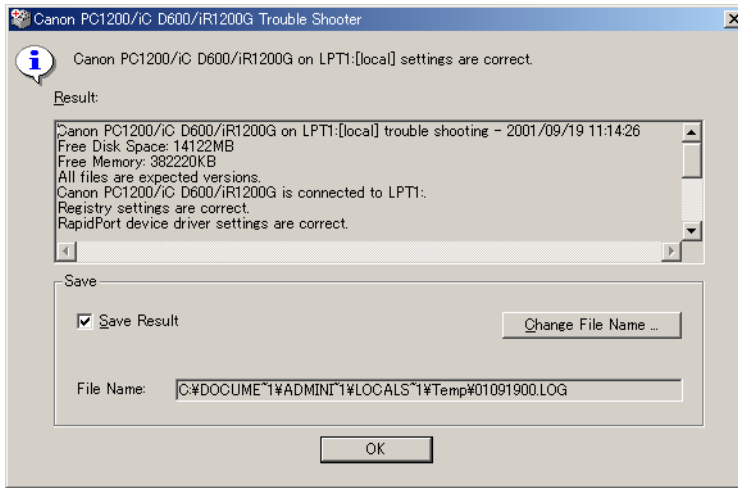 Canon PC1200/iC D600/iR1200G Trouble Shooter
Canon PC1200/iC D600/iR1200G on LPT1:[local] settings are correct.
Result:
Canon PC1200/iC D600/iR1200G on LPT1:[local] trouble shooting - 2001/09/19 11:14:26
Free Disk Space: 14122MB
Free Memory: 382220KB
All files are expected versions.
Canon PC1200/iC D600/iR1200G is connected to LPT1:.
Registry settings are correct.
RapidPort device driver settings are correct.
Save
Save Result
Change File Name ...
File Name:
C:¥DOCUME~1¥ADMINI~1¥LOCALS~1¥Temp¥01091900.LOG
OK